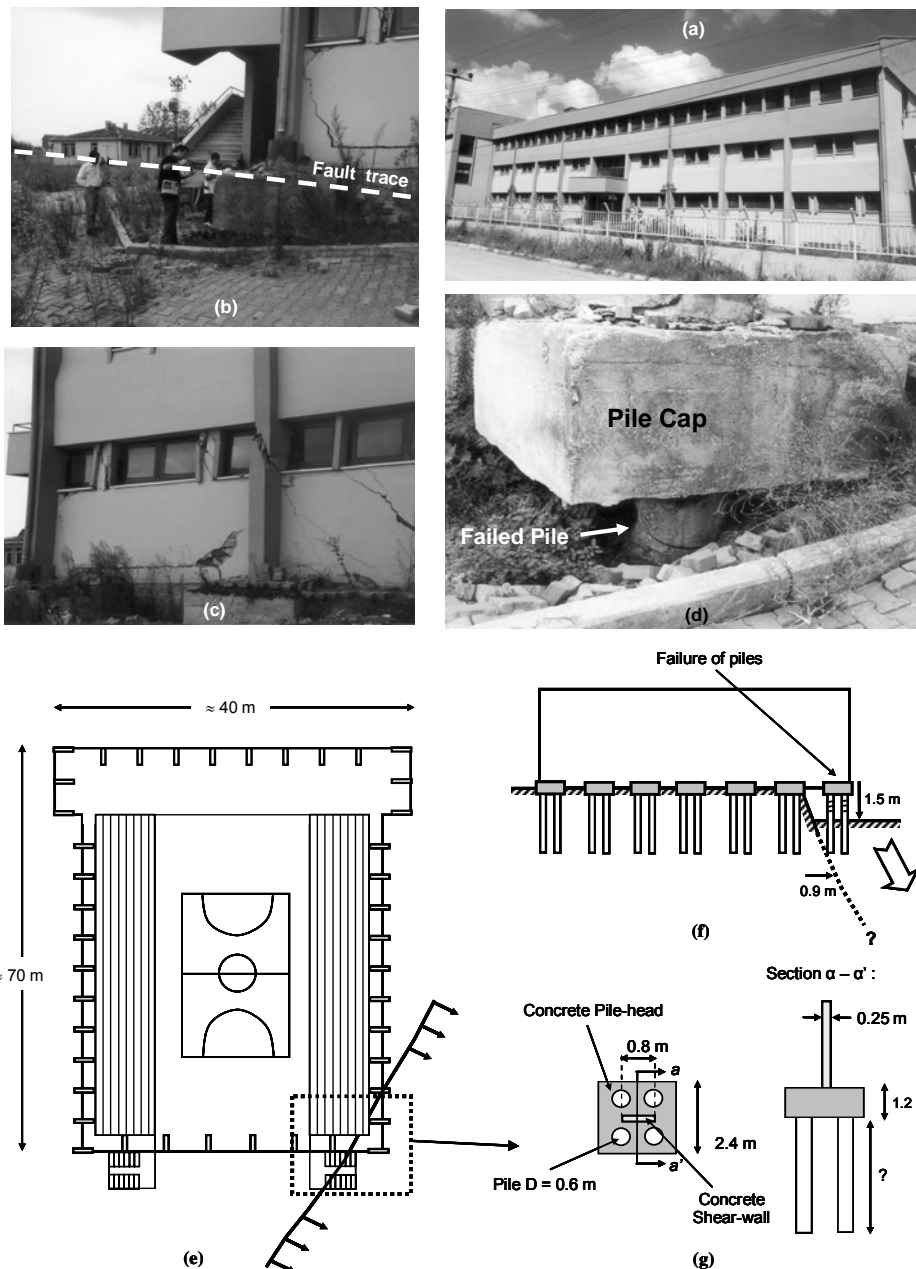 (a)
Fault trace
(b)
(c)
Pile Cap
Failed Pile
(d)
≈ 40 m
≈ 70 m
(e)
Failure of piles
1.5 m
0.9 m
?
(f)
Section α – α’ :
Concrete Pile-head
0.8 m
a
a'
2.4 m
Pile D = 0.6 m
Concrete
Shear-wall
0.25 m
1.2
?
(g)